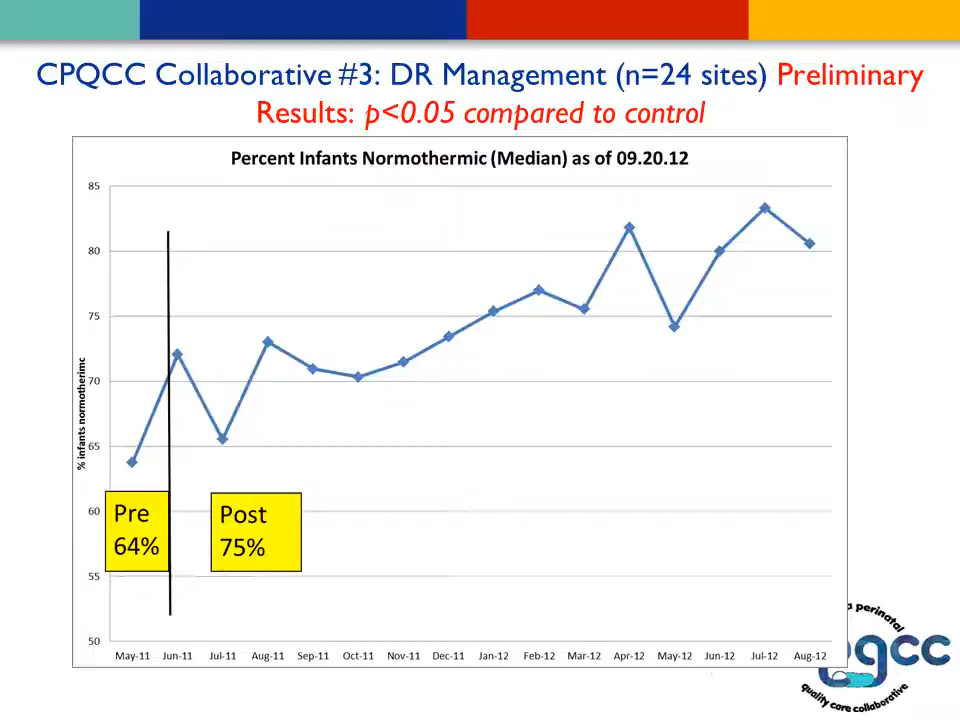 CPQCC Collaborative #3: DR Management (n=24 sites) Preliminary
Results: p<0.05 compared to control
Percent Infants Normothermic (Median) as of 09.20.12
85
80
75
70
65
60
55
50
% infants normotherimc
Pre
64%
Post
75%
May-11 Jun-11 Jul-11 Aug-11 Sep-11 Oct-11 Nov-11 Dec-11 Jan-12 Feb-12 Mar-12 Apr-12 May-12 Jun-12 Jul-12 Aug-12
a perinatal
pqcc
quality care collaborative